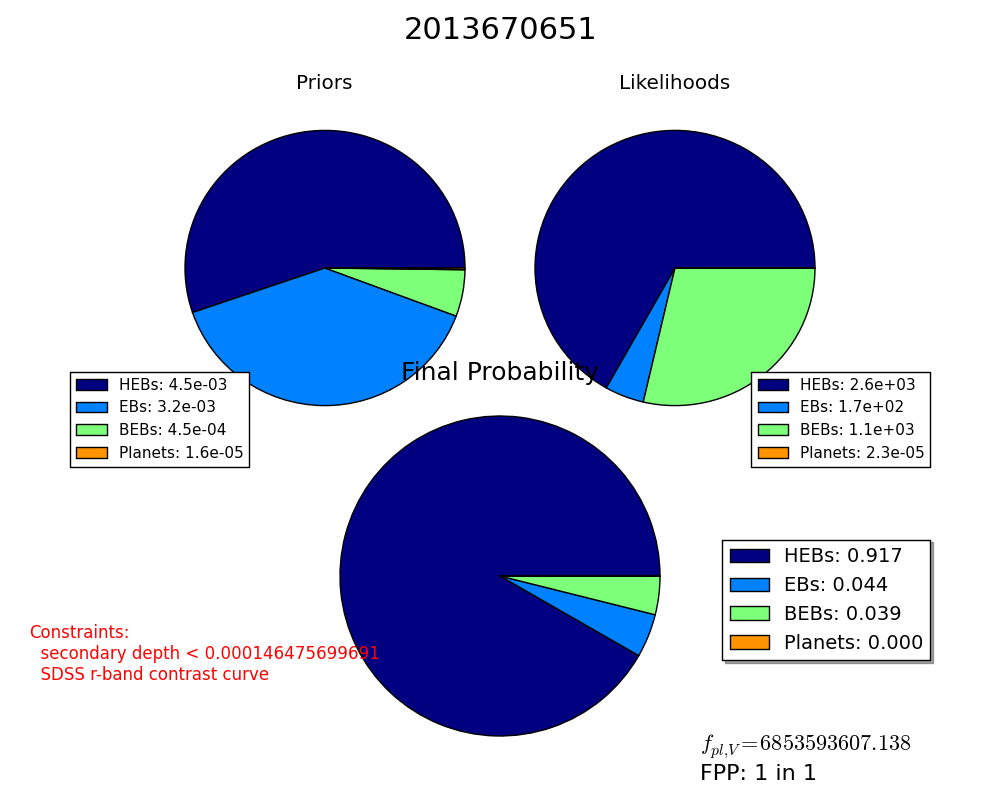 2013670651
Priors
Likelihoods
HEBs: 4.5e-03
EBs: 3.2e-03
BEBs: 4.5e-04
Planets: 1.6e-05
HEBs: 2.6e+03
EBs: 1.7e+02
BEBs: 1.1e+03
Planets: 2.3e-05
Final Probability
HEBs: 0.917
EBs: 0.044
BEBs: 0.039
Planets: 0.000
Constraints:
secondary depth < 0.000146475699691
SDSS r-band contrast curve
f_{pl,V}=6853593607.138
FPP: 1 in 1